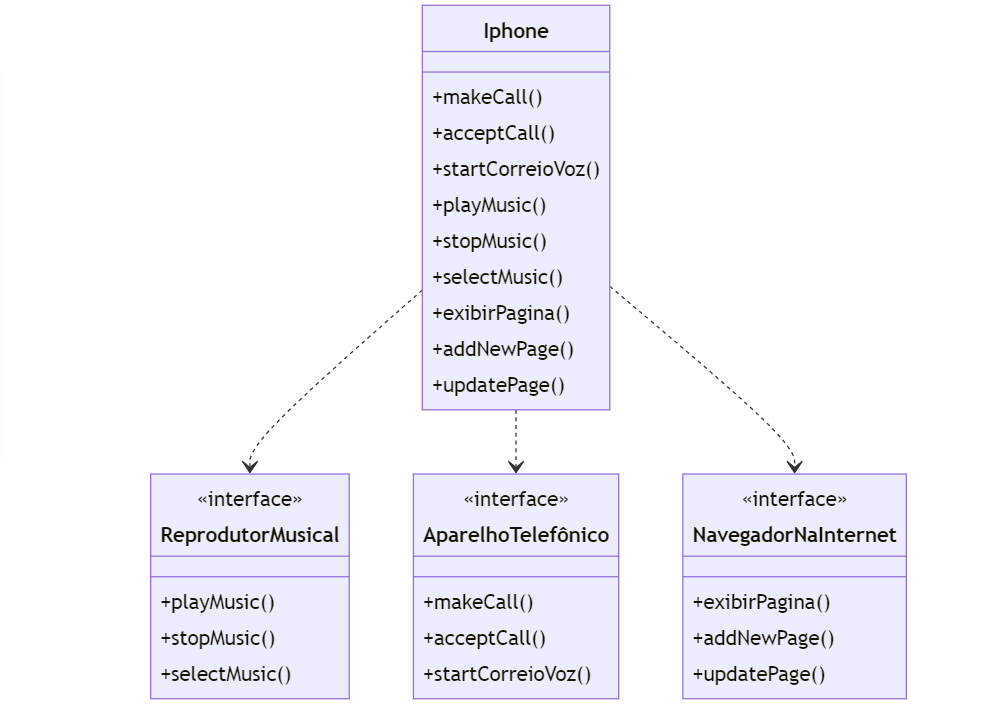 Iphone
+makeCall()
+acceptCall()
+startCorreioVoz()
+playMusic()
+stopMusic()
+selectMusic()
+exibirPagina()
+addNewPage()
+updatePage()
«interface»
ReprodutorMusical
+playMusic()
+stopMusic()
+selectMusic()
«interface»
AparelhoTelefônico
+makeCall()
+acceptCall()
+startCorreioVoz()
«interface»
NavegadorNaInternet
+exibirPagina()
+addNewPage()
+updatePage()